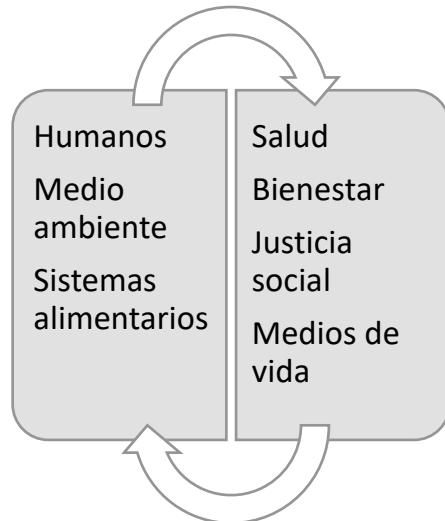 Humanos
Medio
ambiente
Sistemas
alimentarios
Salud
Bienestar
Justicia
social
Medios de
vida